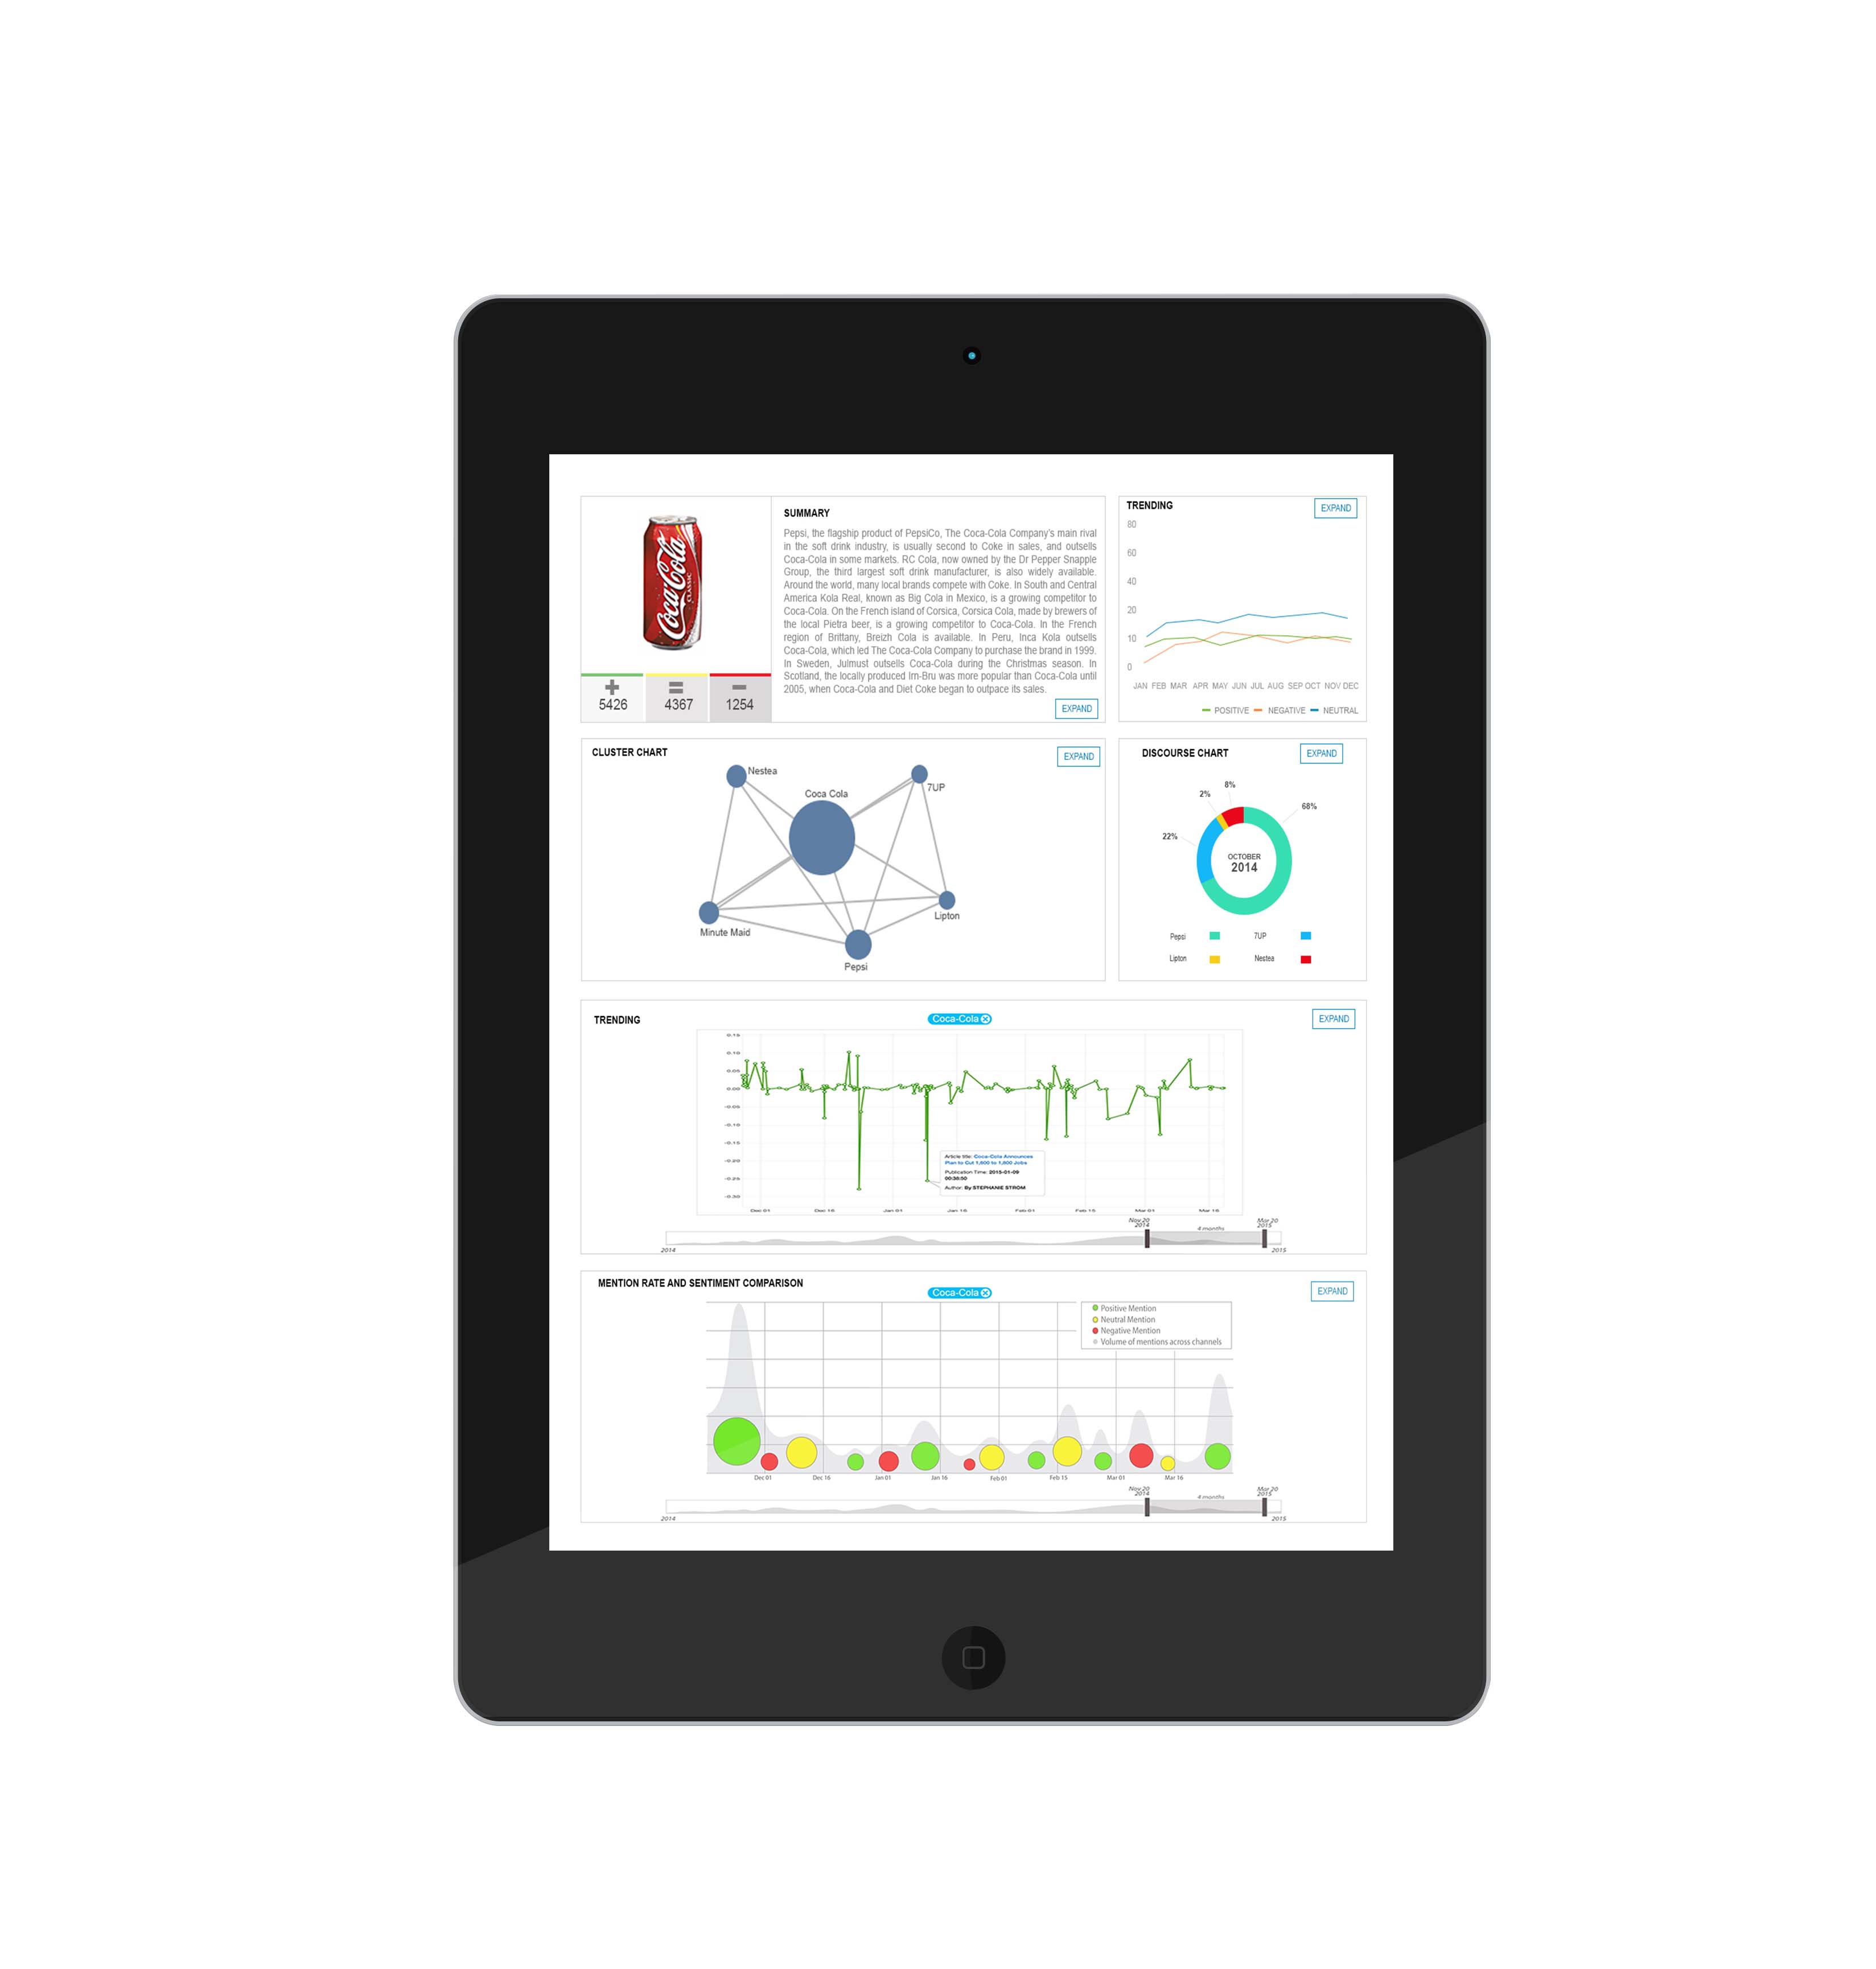 Coca-Cola
CLASSIC
5426
4367
1254
SUMMARY
Pepsi, the flagship product of PepsiCo, The Coca-Cola Company's main rival
in the soft drink industry, is usually second to Coke in sales, and outsells
Coca-Cola in some markets. RC Cola, now owned by the Dr Pepper Snapple
Group, the third largest soft drink manufacturer, is also widely available.
Around the world, many local brands compete with Coke. In South and Central
America Kola Real, known as Big Cola in Mexico, is a growing competitor to
Coca-Cola. On the French island of Corsica, Corsica Cola, made by brewers of
the local Pietra beer, is a growing competitor to Coca-Cola. In the French
region of Brittany, Breizh Cola is available. In Peru, Inca Kola outsells
Coca-Cola, which led The Coca-Cola Company to purchase the brand in 1999.
In Sweden, Julmust outsells Coca-Cola during the Christmas season. In
Scotland, the locally produced Irn-Bru was more popular than Coca-Cola until
2005, when Coca-Cola and Diet Coke began to outpace its sales.
EXPAND
TRENDING
EXPAND
80
60
40
20
10
0
JAN FEB MAR APR MAY JUN JUL AUG SEP OCT NOV DEC
POSITIVE NEGATIVE NEUTRAL
CLUSTER CHART
EXPAND
Nestea
Coca Cola
7UP
Lipton
Minute Maid
Pepsi
DISCOURSE CHART
EXPAND
8%
2%
68%
22%
OCTOBER
2014
Pepsi 7UP
Lipton Nestea
TRENDING
Coca-Cola
EXPAND
0.15
0.10
0.05
0.00
-0.05
-0.10
-0.15
-0.20
-0.25
-0.30
Article title: Coca-Cola Announces
Plan to Cut 1,600 to 1,800 Jobs
Publication Time: 2015-01-09
00:38:50
Author: By STEPHANIE STROM
Dec 01 Dec 16 Jan 01 Jan 16 Feb 01 Feb 15 Mar 01 Mar 16
Nov 20
2014
4 months
Mar 20
2015
2014
2015
MENTION RATE AND SENTIMENT COMPARISON
Coca-Cola
EXPAND
Positive Mention
Neutral Mention
Negative Mention
Volume of mentions across channels
Dec 01 Dec 16 Jan 01 Jan 16 Feb 01 Feb 15 Mar 01 Mar 16
Nov 20
2014
4 months
Mar 20
2015
2014
2015